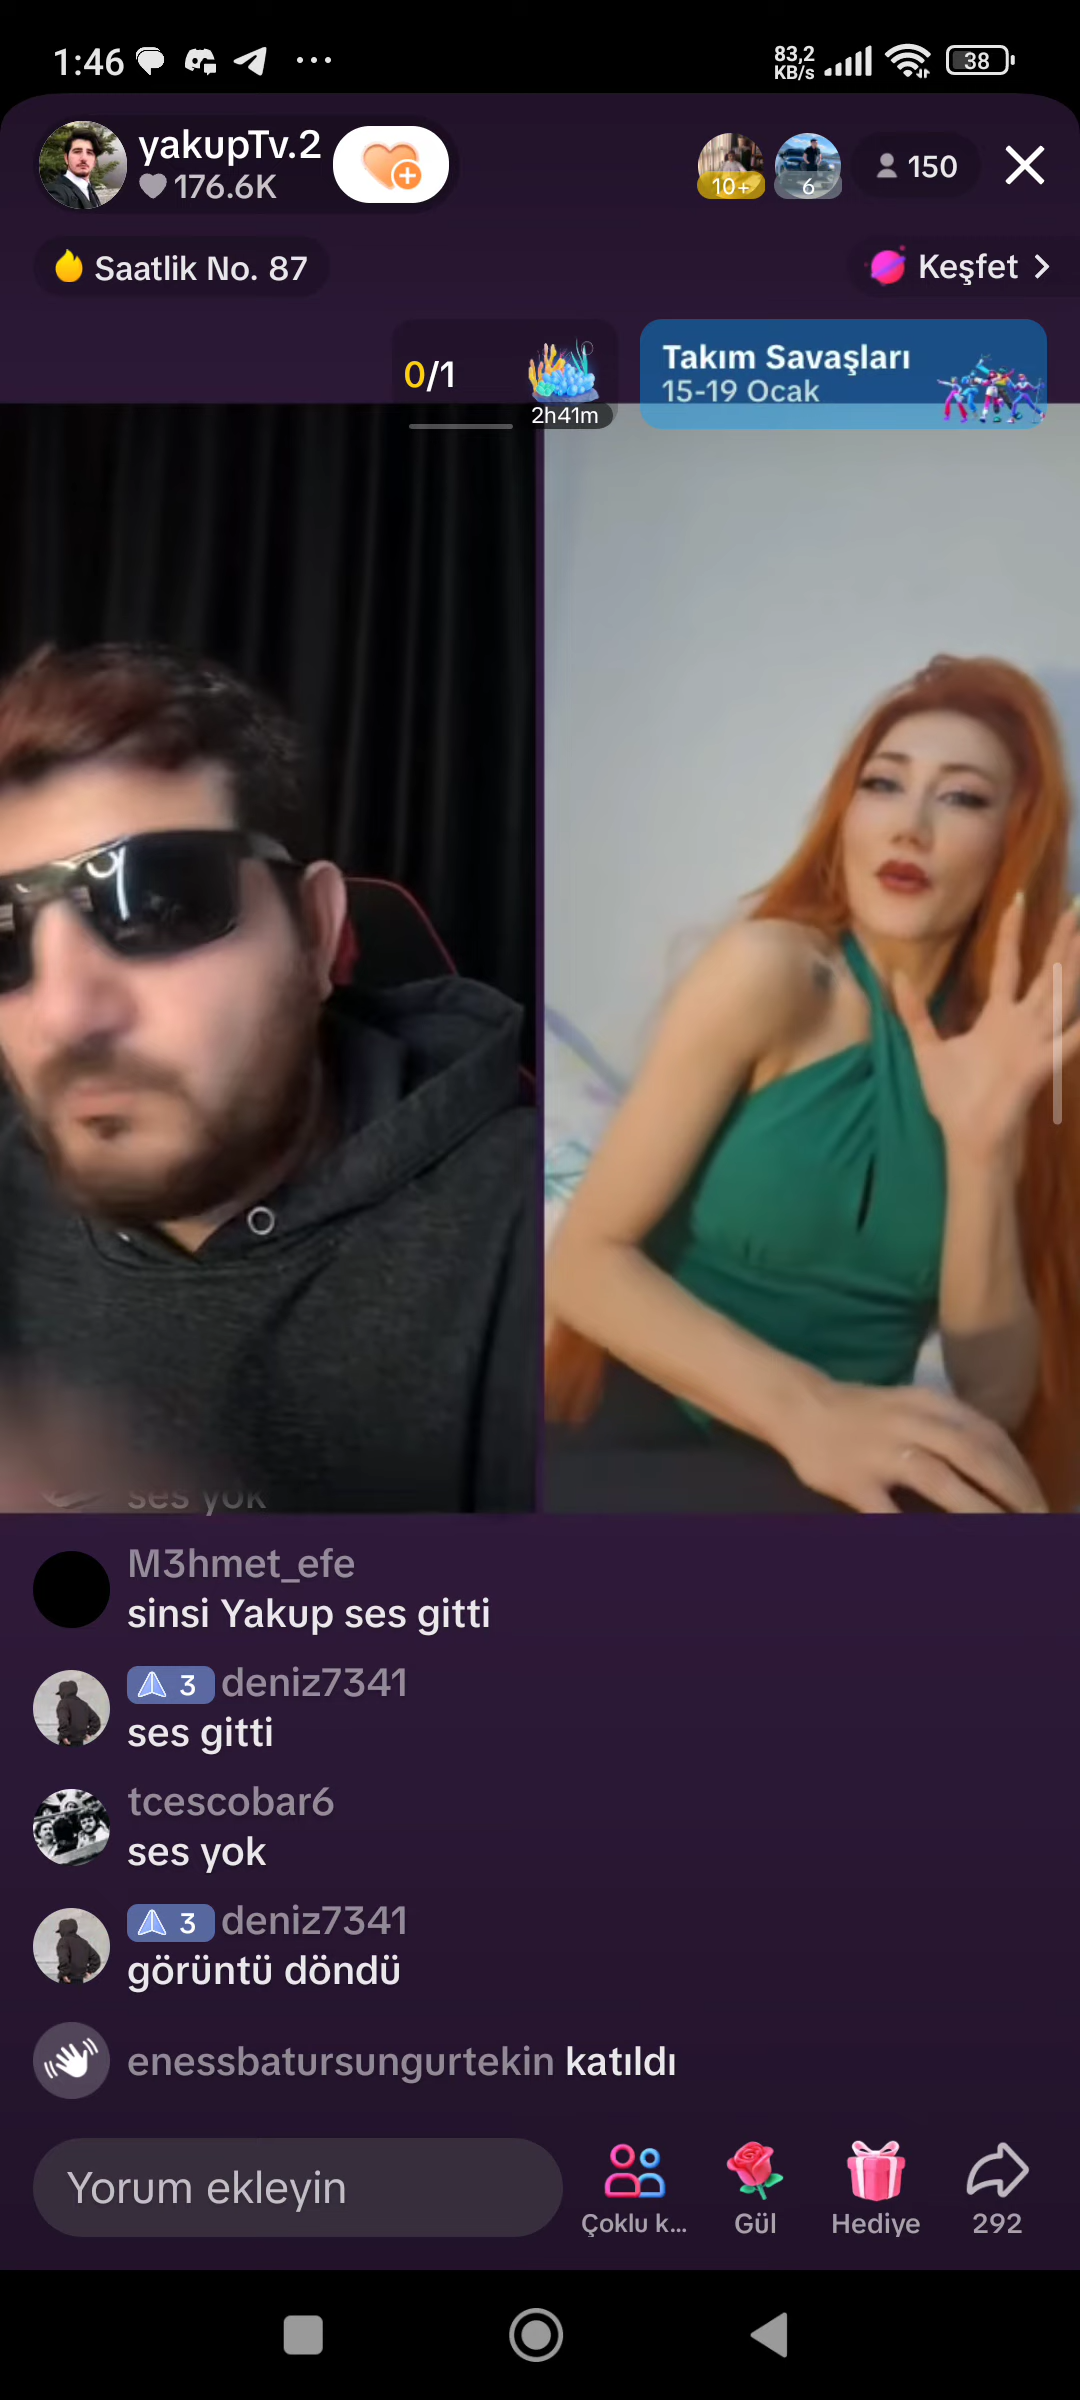 1:46
83,2
KB/s
38
yakupTv.2
176.6K
10+
6
150
Saatlik No. 87
Keşfet
0/1
2h41m
Takım Savaşları
15-19 Ocak
ses yok
M3hmet_efe
sinsi Yakup ses gitti
3 deniz7341
ses gitti
tcescobar6
ses yok
3 deniz7341
görüntü döndü
enessbatursungurtekin katıldı
Yorum ekleyin
Çoklu k...
Gül
Hediye
292